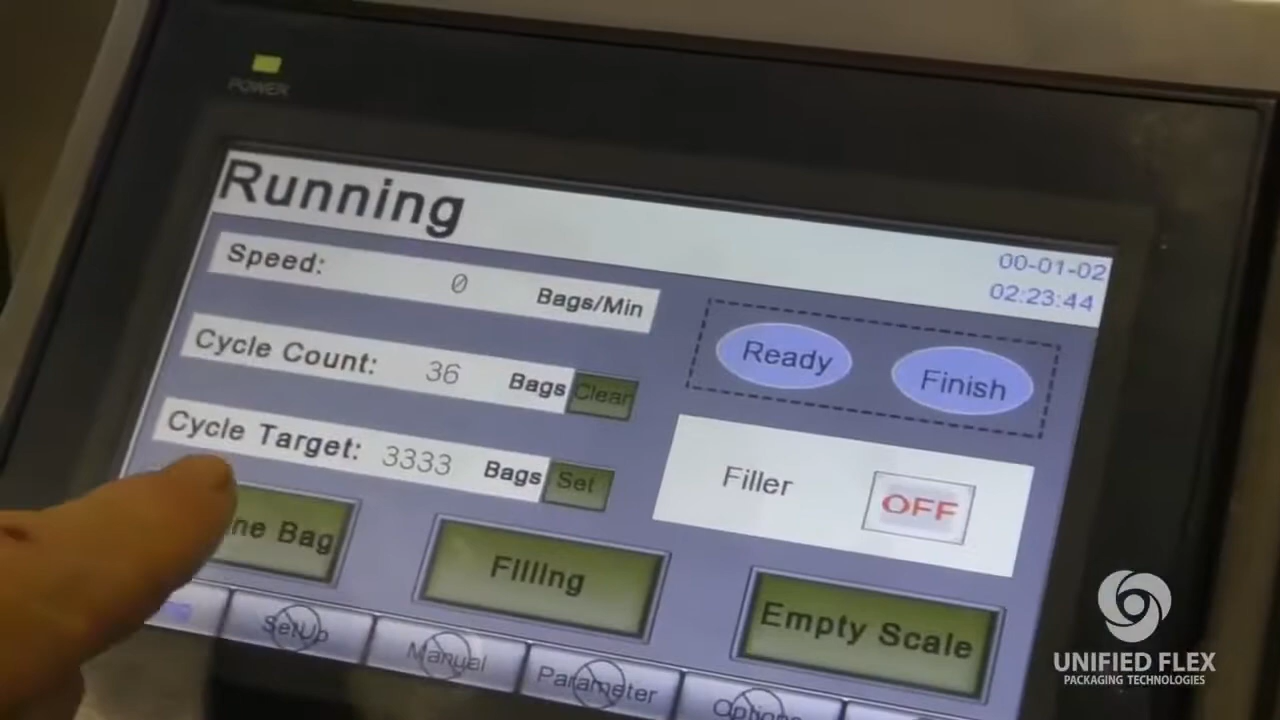 POWER
Running
00-01-02
02:23:44
Speed: 0 Bags/Min
Cycle Count: 36 Bags Clear
Cycle Target: 3333 Bags Set
Ready Finish
Filler OFF
Bag
Filling
Empty Scale
SetUp
Manual
Parameter
Options
UNIFIED FLEX
PACKAGING TECHNOLOGIES